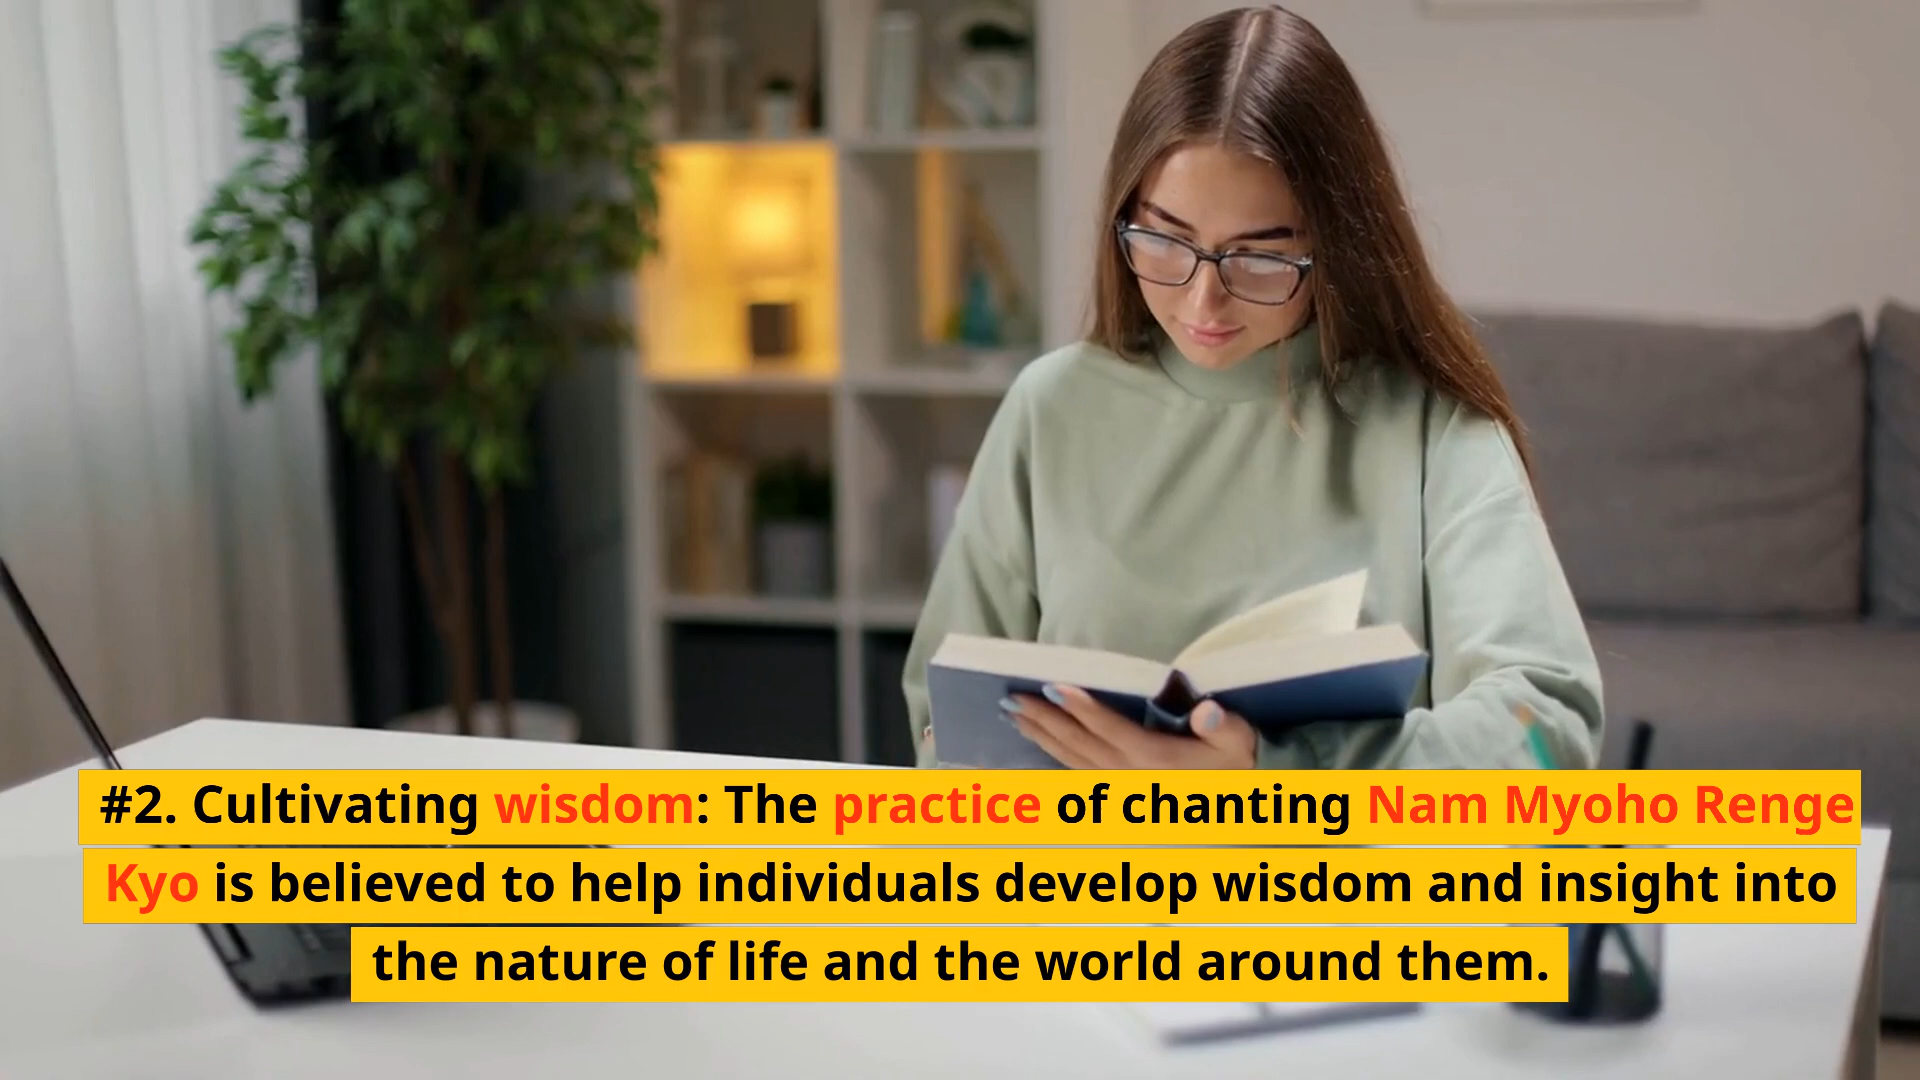 #2. Cultivating wisdom: The practice of chanting Nam Myoho Renge
Kyo is believed to help individuals develop wisdom and insight into
the nature of life and the world around them.